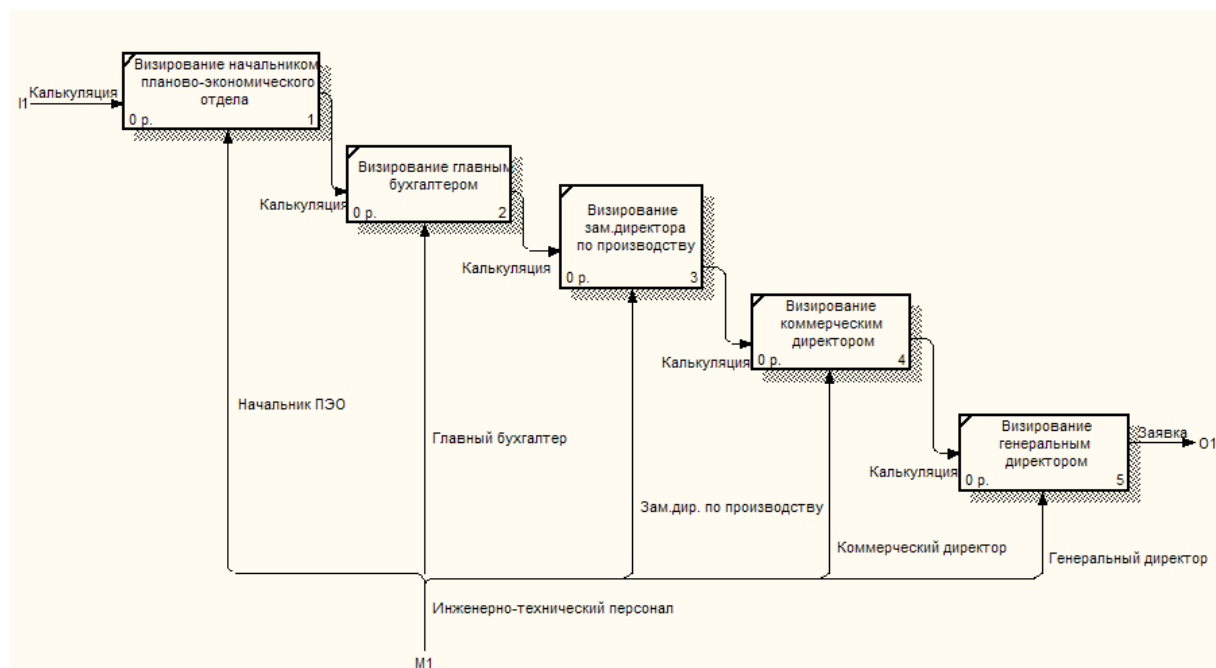 Визирование начальником
планово-экономического
отдела
0 р. 1
Калькуляция
I1
Визирование главным
бухгалтером
0 р. 2
Калькуляция
Визирование
зам.директора
по производству
0 р. 3
Калькуляция
Визирование
коммерческим
директором
0 р. 4
Калькуляция
Визирование
генеральным
директором
0 р. 5
Калькуляция
Заявка
O1
Начальник ПЭО
Главный бухгалтер
Зам.дир. по производству
Коммерческий директор
Генеральный директор
Инженерно-технический персонал
M1